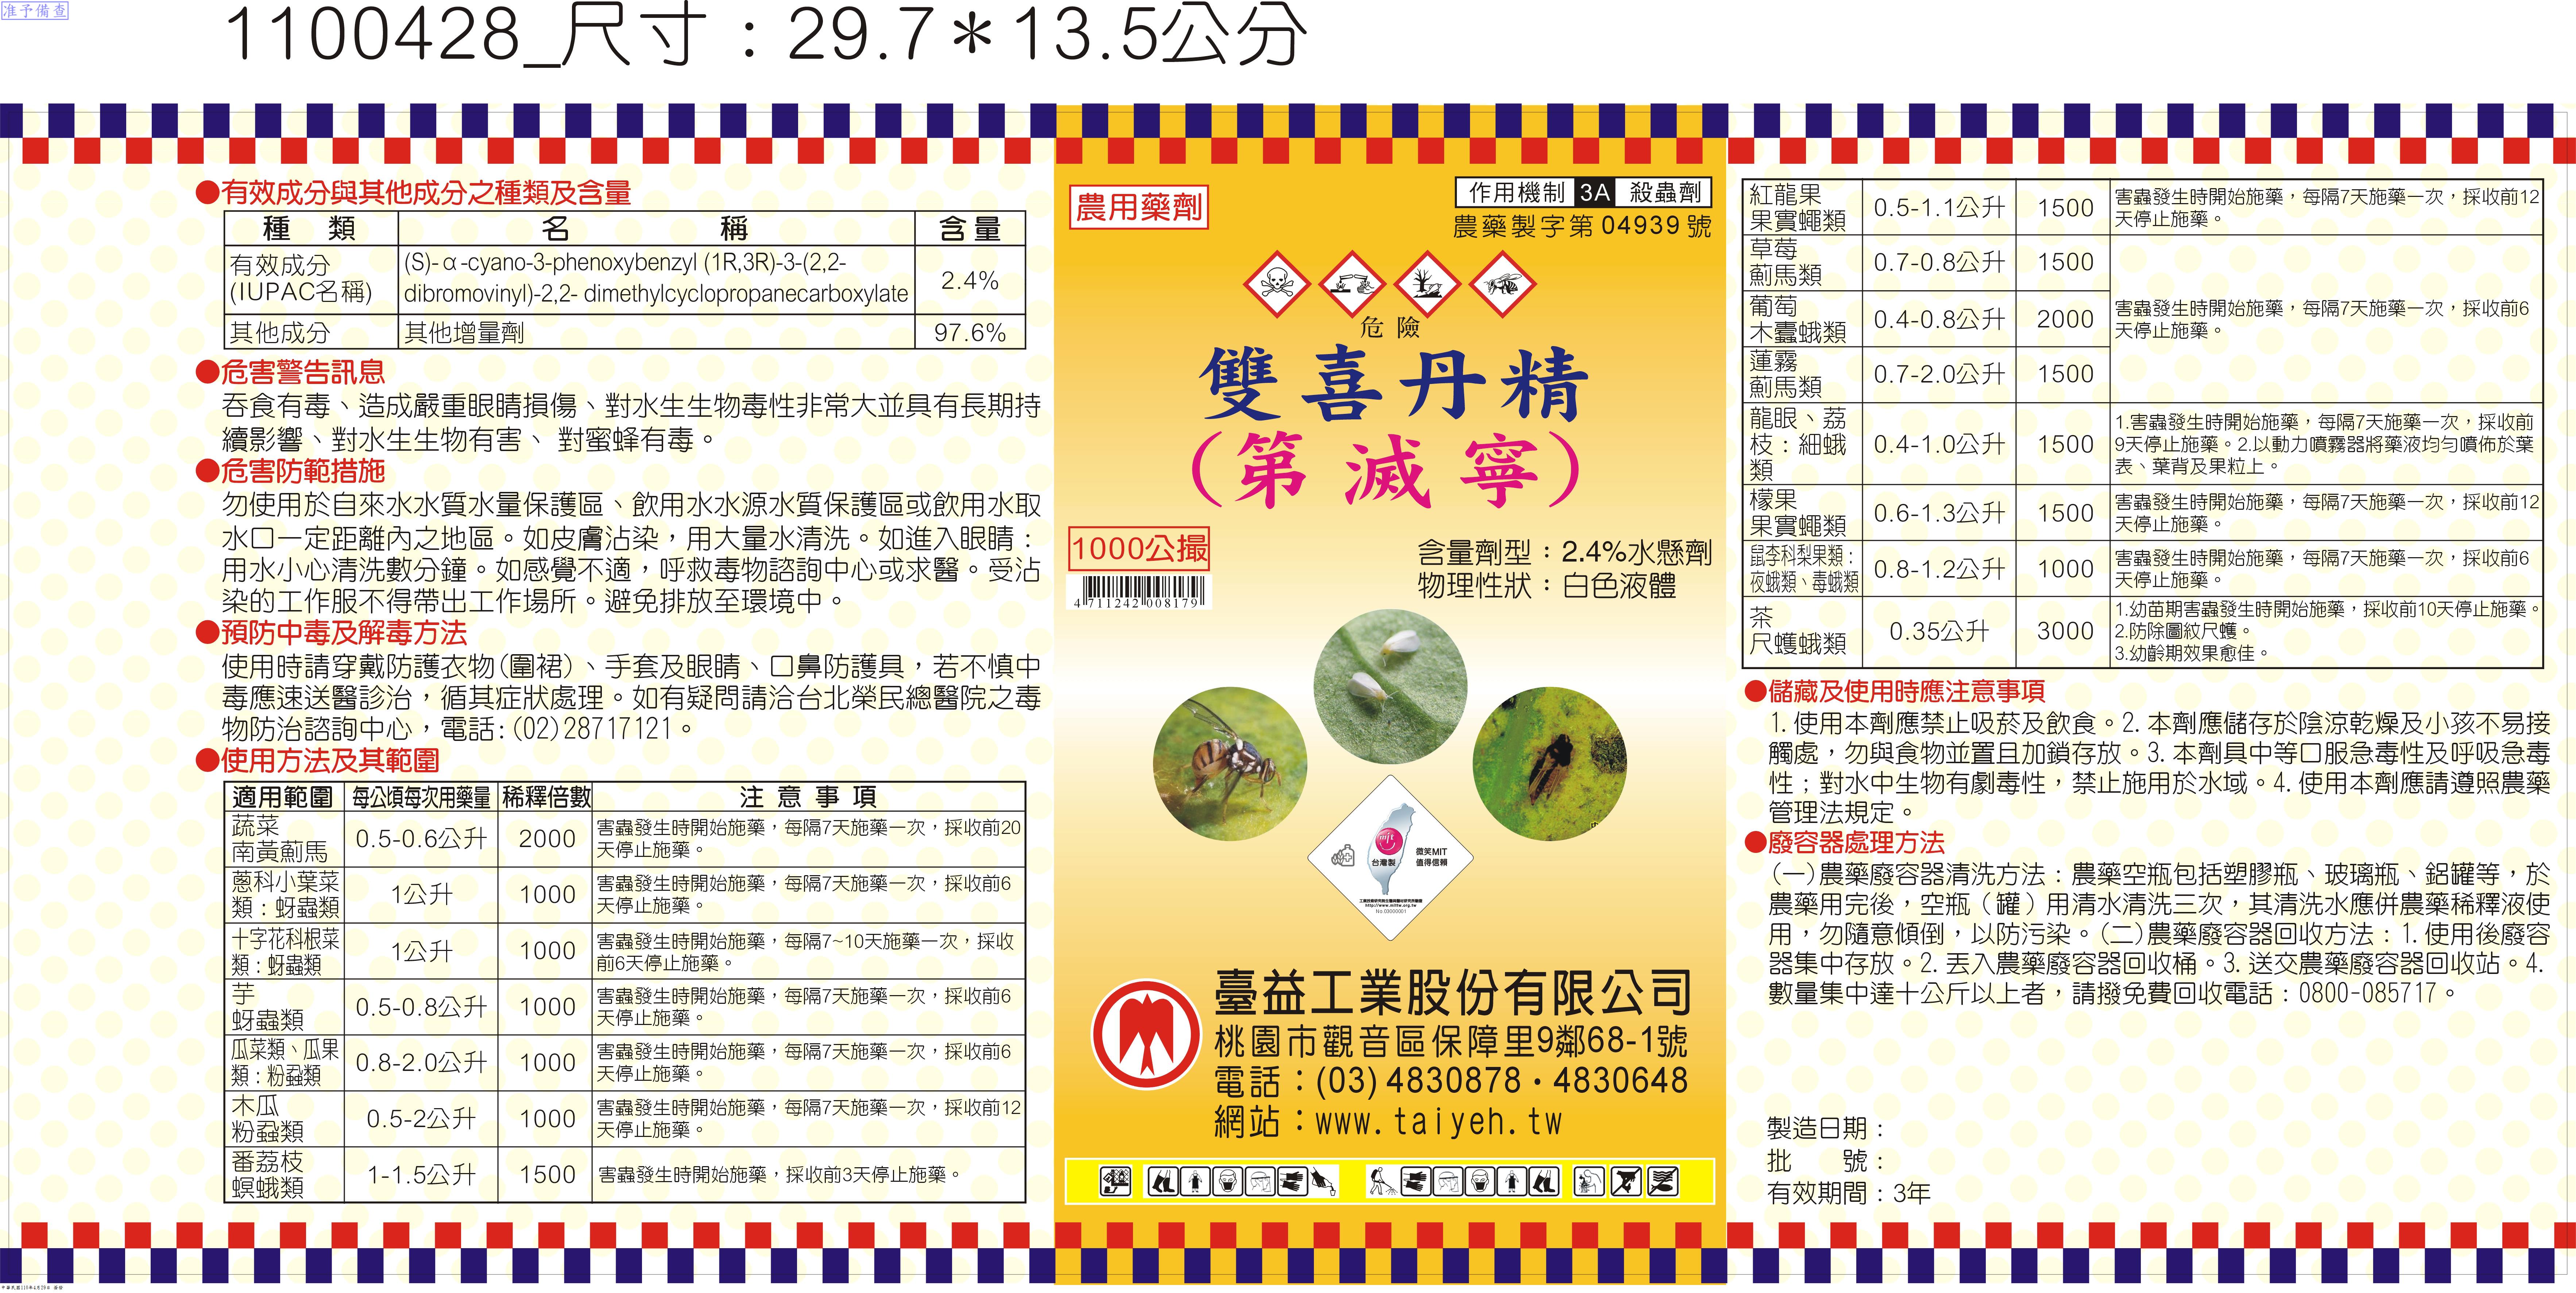 准予備查
1100428_尺寸：29.7＊13.5公分
●有效成分與其他成分之種類及含量
種 類 名 稱 含量
有效成分
(IUPAC名稱)
(S)-α-cyano-3-phenoxybenzyl (1R,3R)-3-(2,2-
dibromovinyl)-2,2- dimethylcyclopropanecarboxylate
2.4%
其他成分 其他增量劑 97.6%
●危害警告訊息
吞食有毒、造成嚴重眼睛損傷、對水生生物毒性非常大並具有長期持
續影響、對水生生物有害、 對蜜蜂有毒。
●危害防範措施
勿使用於自來水水質水量保護區、飲用水水源水質保護區或飲用水取
水口一定距離內之地區。如皮膚沾染，用大量水清洗。如進入眼睛：
用水小心清洗數分鐘。如感覺不適，呼救毒物諮詢中心或求醫。受沾
染的工作服不得帶出工作場所。避免排放至環境中。
●預防中毒及解毒方法
使用時請穿戴防護衣物(圍裙)、手套及眼睛、口鼻防護具，若不慎中
毒應速送醫診治，循其症狀處理。如有疑問請洽台北榮民總醫院之毒
物防治諮詢中心，電話:(02)28717121。
●使用方法及其範圍
適用範圍 每公頃每次用藥量 稀釋倍數 注 意 事 項
蔬菜
南黃薊馬
0.5-0.6公升 2000
害蟲發生時開始施藥，每隔7天施藥一次，採收前20
天停止施藥。
蔥科小葉菜
類：蚜蟲類
1公升 1000
害蟲發生時開始施藥，每隔7天施藥一次，採收前6
天停止施藥。
十字花科根菜
類：蚜蟲類
1公升 1000
害蟲發生時開始施藥，每隔7~10天施藥一次，採收
前6天停止施藥。
芋
蚜蟲類
0.5-0.8公升 1000
害蟲發生時開始施藥，每隔7天施藥一次，採收前6
天停止施藥。
瓜菜類、瓜果
類：粉蝨類
0.8-2.0公升 1000
害蟲發生時開始施藥，每隔7天施藥一次，採收前6
天停止施藥。
木瓜
粉蝨類
0.5-2公升 1000
害蟲發生時開始施藥，每隔7天施藥一次，採收前12
天停止施藥。
番荔枝
螟蛾類
1-1.5公升 1500 害蟲發生時開始施藥，採收前3天停止施藥。
農用藥劑
作用機制 3A 殺蟲劑
農藥製字第 04939 號
危 險
雙喜丹精
(第滅寧)
1000公撮
4 711242 008179
含量劑型：2.4%水懸劑
物理性狀：白色液體
mit
台灣製
微笑MIT
值得信賴
http://www.mittw.org.tw
No.03000001
臺益工業股份有限公司
桃園市觀音區保障里9鄰68-1號
電話：(03) 4830878・4830648
網站：www.taiyeh.tw
紅龍果
果實蠅類
0.5-1.1公升 1500
害蟲發生時開始施藥，每隔7天施藥一次，採收前12
天停止施藥。
草莓
薊馬類
0.7-0.8公升 1500
葡萄
木蠹蛾類
0.4-0.8公升 2000
害蟲發生時開始施藥，每隔7天施藥一次，採收前6
天停止施藥。
蓮霧
薊馬類
0.7-2.0公升 1500
龍眼、荔
枝：細蛾
類
0.4-1.0公升 1500
1.害蟲發生時開始施藥，每隔7天施藥一次，採收前
9天停止施藥。2.以動力噴霧器將藥液均勻噴佈於葉
表、葉背及果粒上。
檬果
果實蠅類
0.6-1.3公升 1500
害蟲發生時開始施藥，每隔7天施藥一次，採收前12
天停止施藥。
鼠李科梨果類：
夜蛾類、毒蛾類
0.8-1.2公升 1000
害蟲發生時開始施藥，每隔7天施藥一次，採收前6
天停止施藥。
茶
尺蠖蛾類
0.35公升 3000
1.幼苗期害蟲發生時開始施藥，採收前10天停止施藥。
2.防除圖紋尺蠖。
3.幼齡期效果愈佳。
●儲藏及使用時應注意事項
1.使用本劑應禁止吸菸及飲食。2.本劑應儲存於陰涼乾燥及小孩不易接
觸處，勿與食物並置且加鎖存放。3.本劑具中等口服急毒性及呼吸急毒
性；對水中生物有劇毒性，禁止施用於水域。4.使用本劑應請遵照農藥
管理法規定。
●廢容器處理方法
(一)農藥廢容器清洗方法：農藥空瓶包括塑膠瓶、玻璃瓶、鋁罐等，於
農藥用完後，空瓶（罐）用清水清洗三次，其清洗水應併農藥稀釋液使
用，勿隨意傾倒，以防污染。(二)農藥廢容器回收方法：1.使用後廢容
器集中存放。2.丟入農藥廢容器回收桶。3.送交農藥廢容器回收站。4.
數量集中達十公斤以上者，請撥免費回收電話：0800-085717。
製造日期：
批 號：
有效期間：3年